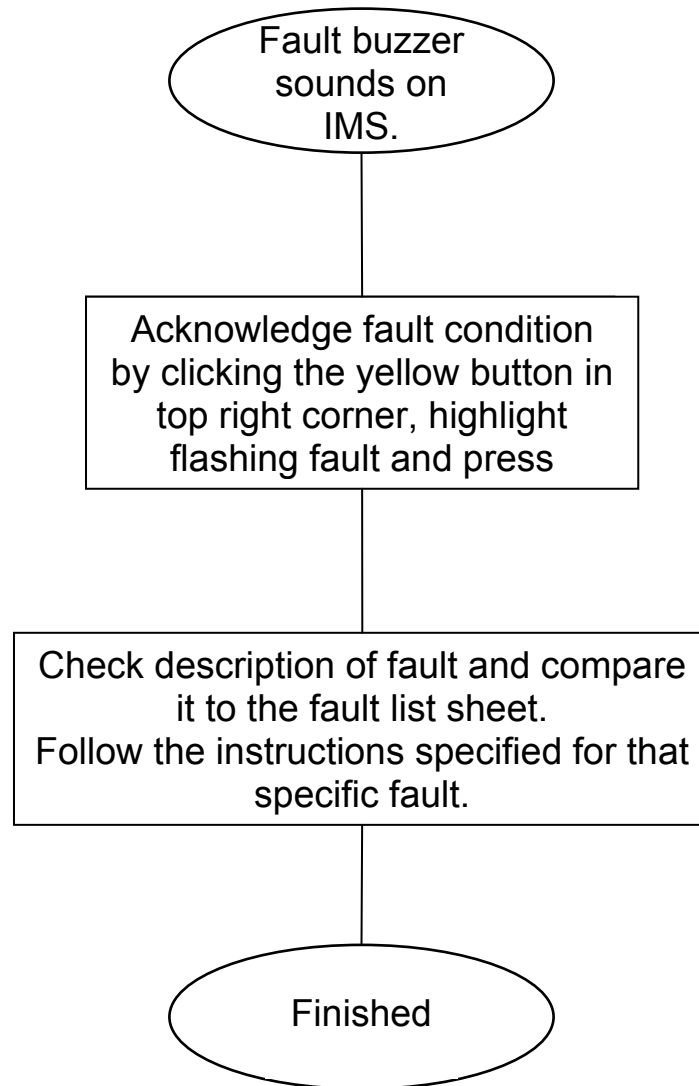 Fault buzzer
sounds on
IMS.
Acknowledge fault condition
by clicking the yellow button in
top right corner, highlight
flashing fault and press
Check description of fault and compare
it to the fault list sheet.
Follow the instructions specified for that
specific fault.
Finished